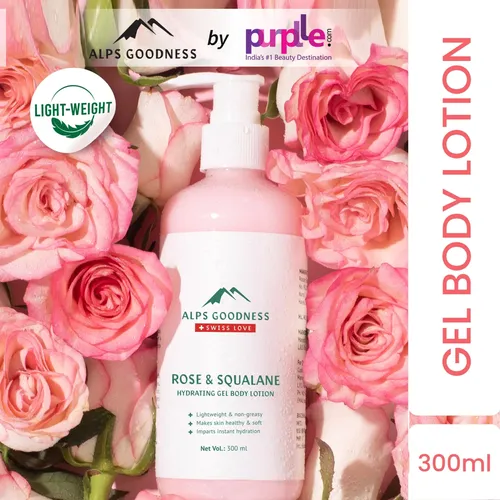 ALPS GOODNESS by purplle.com
India's #1 Beauty Destination
LIGHT-WEIGHT
GEL BODY LOTION
300ml
ALPS GOODNESS
SWISS LOVE
ROSE & SQUALANE
HYDRATING GEL BODY LOTION
Lightweight & non-greasy
Makes skin healthy & soft
Imparts instant hydration
Net Vol.: 300 ml